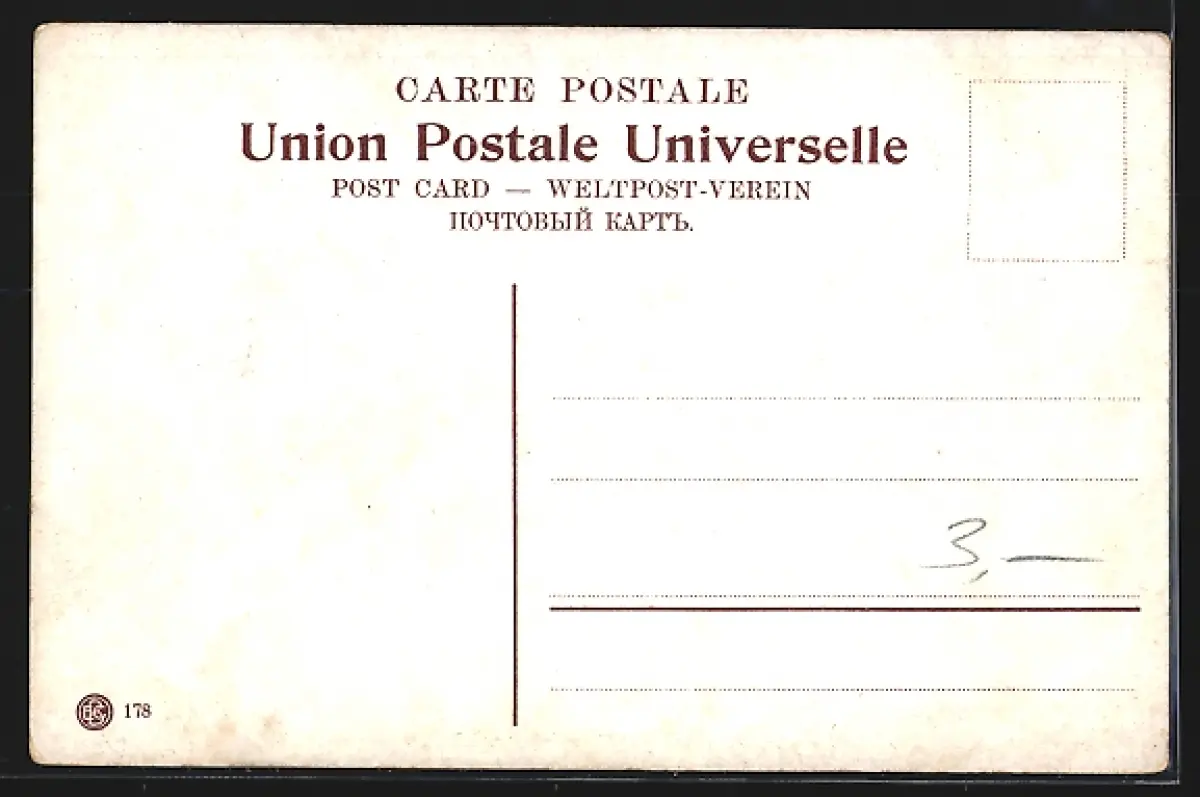 CARTE POSTALE
Union Postale Universelle
POST CARD — WELTPOST-VEREIN
ПОЧТОВЫЙ КАРТЪ.
3,—
178